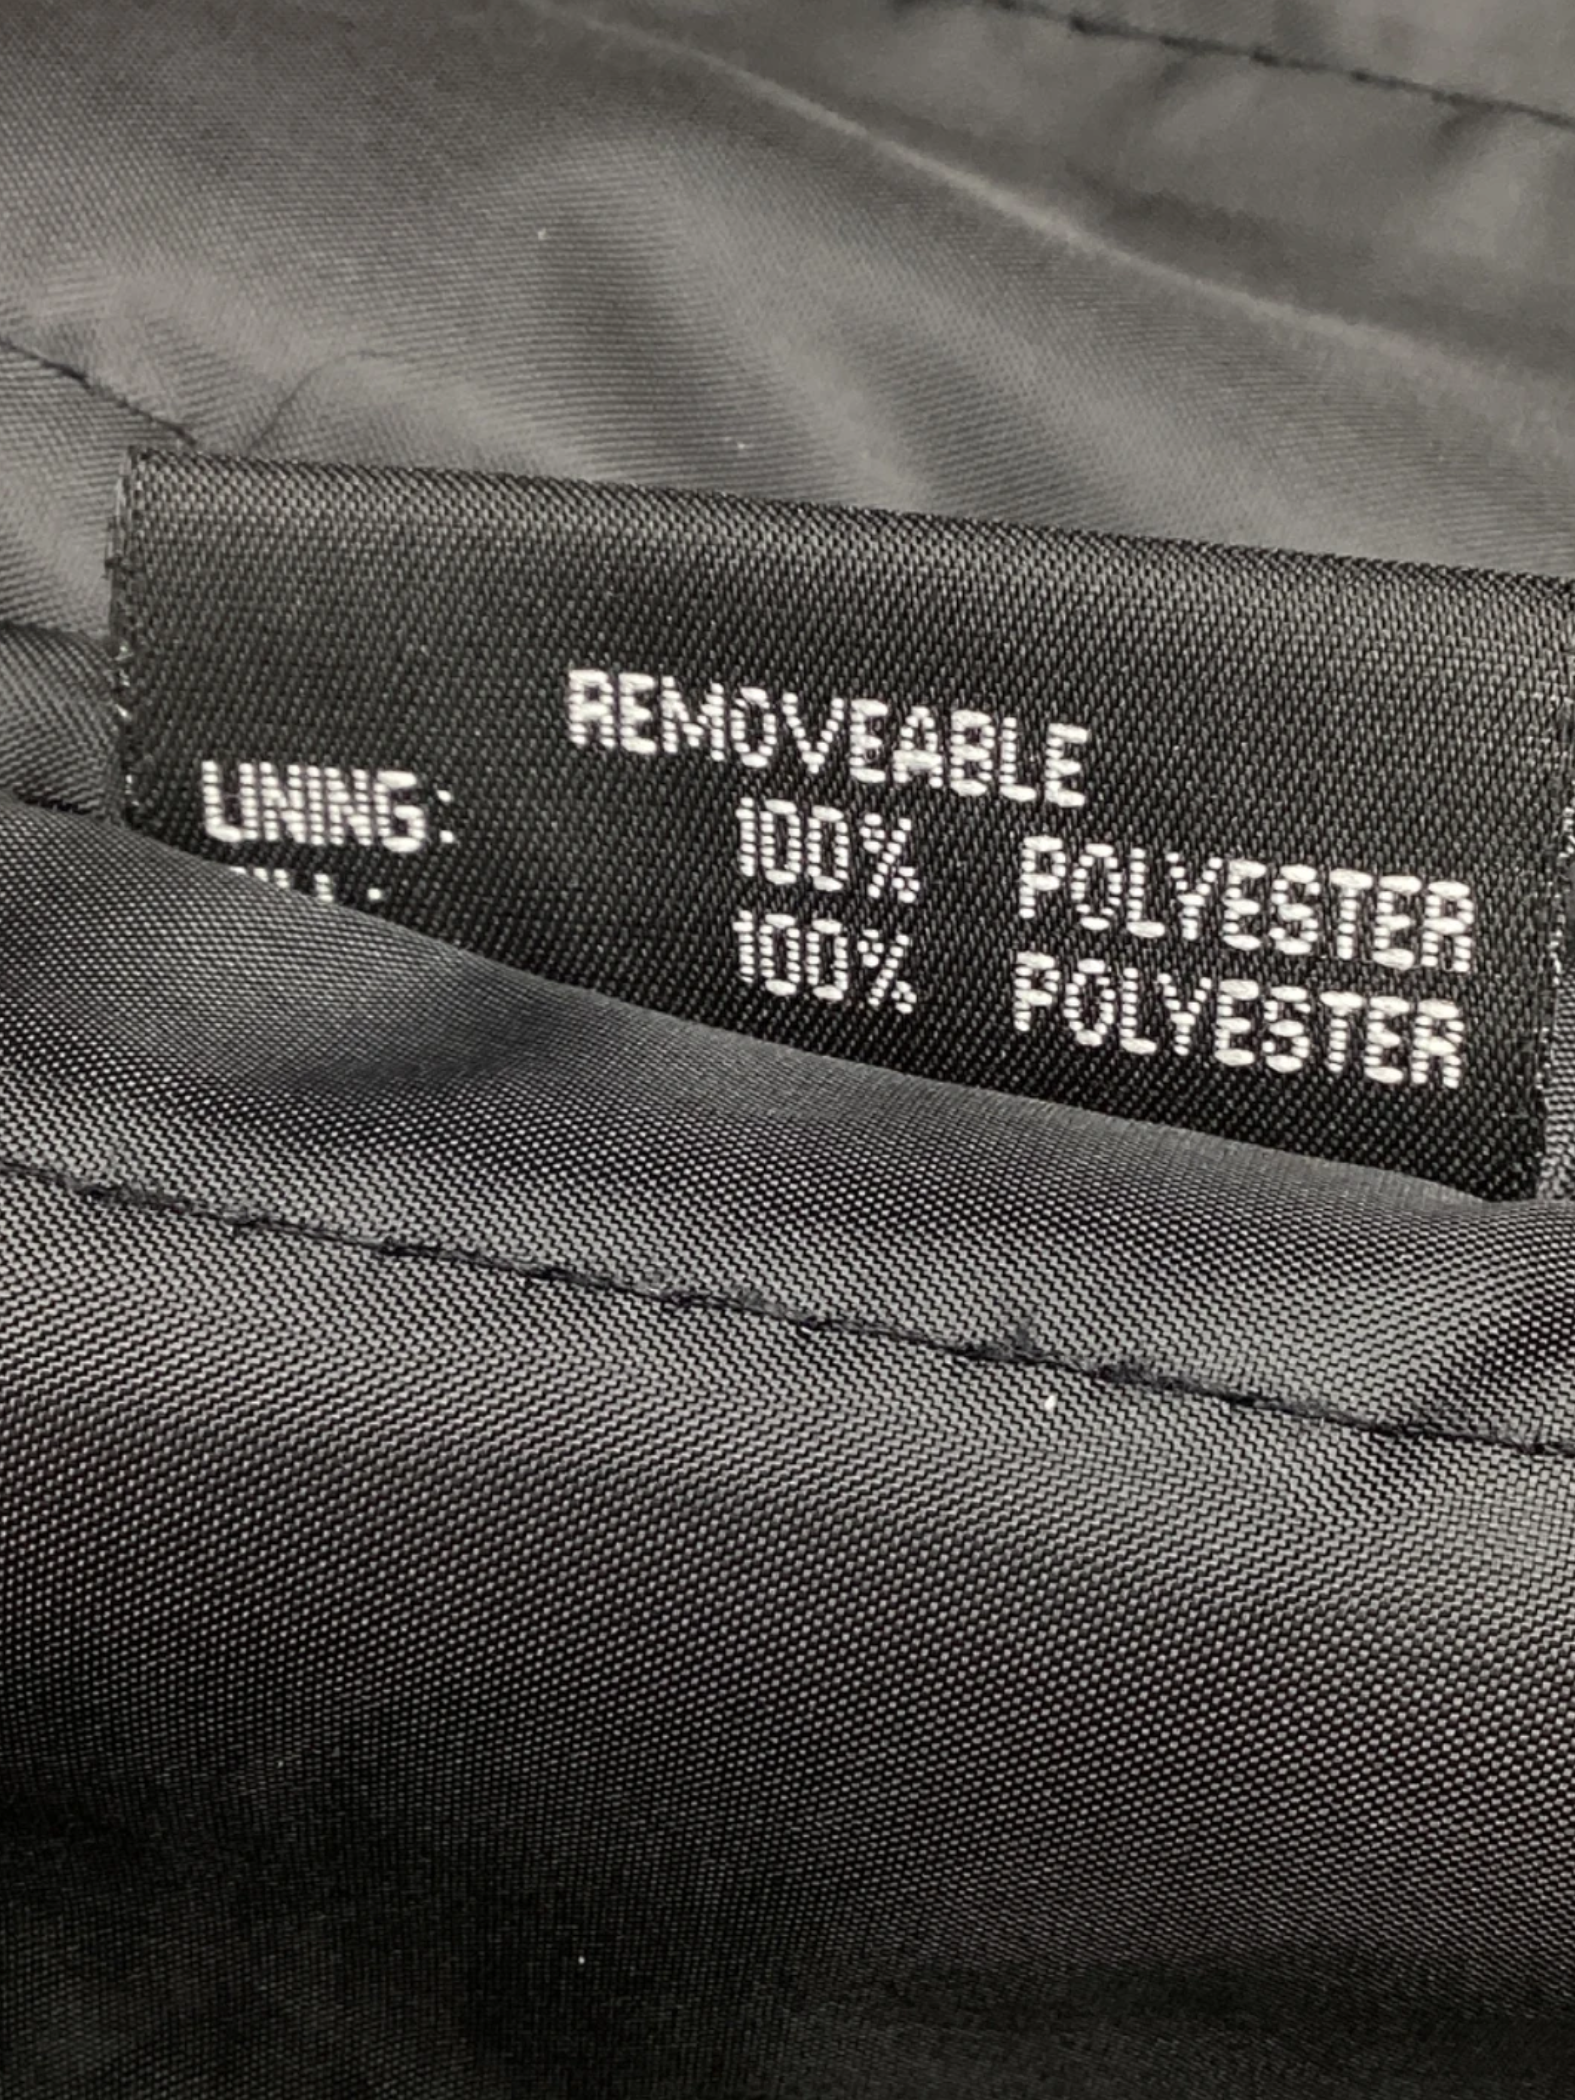 REMOVEABLE
LINING: 100% POLYESTER
100% POLYESTER